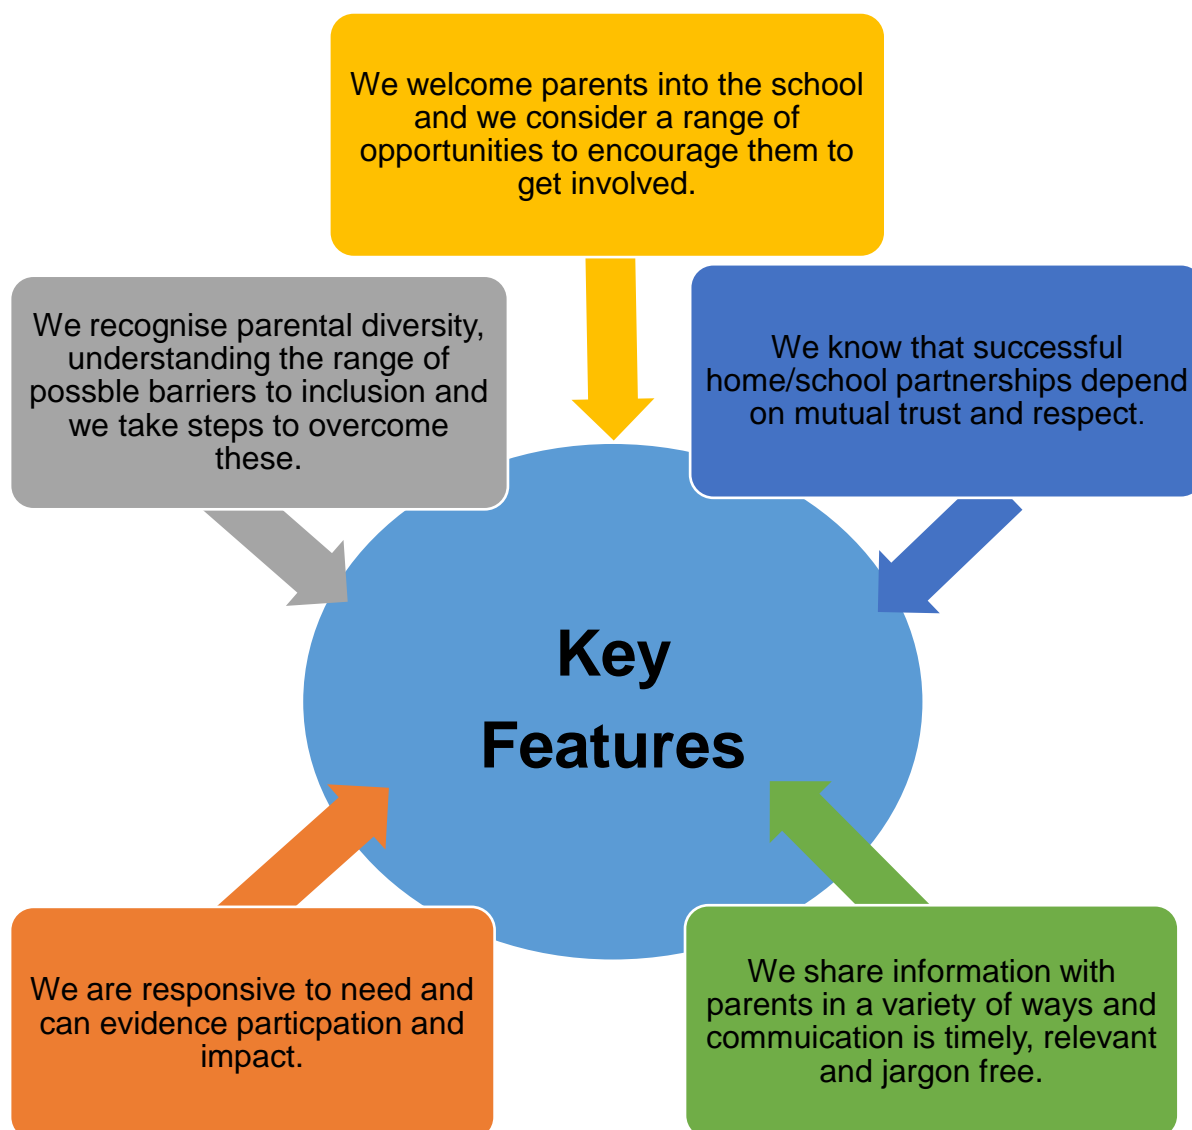 We welcome parents into the school
and we consider a range of
opportunities to encourage them to
get involved.
We recognise parental diversity,
understanding the range of
possble barriers to inclusion and
we take steps to overcome
these.
We know that successful
home/school partnerships depend
on mutual trust and respect.
Key
Features
We are responsive to need and
can evidence particpation and
impact.
We share information with
parents in a variety of ways and
commuication is timely, relevant
and jargon free.